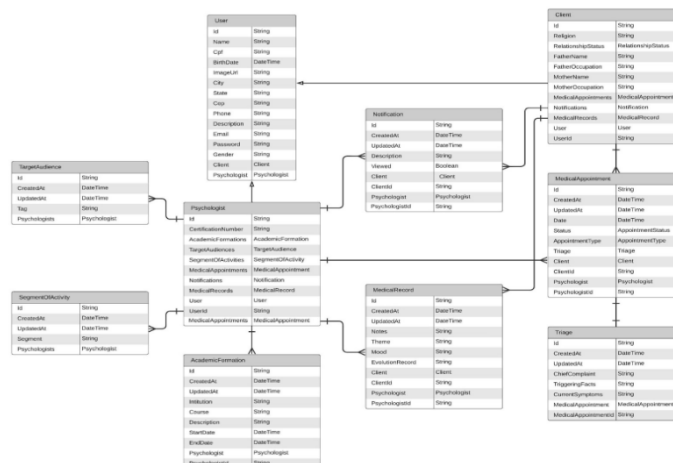 User
Id String
Name String
Cpf String
BirthDate DateTime
ImageUrl String
City String
State String
Cep String
Phone String
Description String
Email String
Password String
Gender String
Client Client
Psychologist Psychologist
Client
Id String
Religion String
RelationshipStatus RelationshipStatus
FatherName String
FatherOccupation String
MotherName String
MotherOccupation String
MedicalAppointments MedicalAppointment
Notifications Notification
MedicalRecords MedicalRecord
User User
UserId String
Notification
Id String
CreatedAt DateTime
UpdatedAt DateTime
Description String
Viewed Boolean
Client Client
ClientId String
Psychologist Psychologist
PsychologistId String
TargetAudience
Id String
CreatedAt DateTime
UpdatedAt DateTime
Tag String
Psychologists Psychologist
Psychologist
Id String
CertificationNumber String
AcademicFormations AcademicFormation
TargetAudiences TargetAudience
SegmentOfActivities SegmentOfActivity
MedicalAppointments MedicalAppointment
Notifications Notification
MedicalRecords MedicalRecord
User User
UserId String
MedicalAppointments MedicalAppointment
MedicalAppointment
Id String
CreatedAt DateTime
UpdatedAt DateTime
Date DateTime
Status AppointmentStatus
AppointmentType AppointmentType
Triage Triage
Client Client
ClientId String
Psychologist Psychologist
PsychologistId String
SegmentOfActivity
Id String
CreatedAt DateTime
UpdatedAt DateTime
Segment String
Psychologists Psychologist
MedicalRecord
Id String
CreatedAt DateTime
UpdatedAt DateTime
Notes String
Theme String
Mood String
EvolutionRecord String
Client Client
ClientId String
Psychologist Psychologist
PsychologistId String
Triage
Id String
CreatedAt DateTime
UpdatedAt DateTime
ChiefComplaint String
TriggeringFacts String
CurrentSymptoms String
MedicalAppointment MedicalAppointment
MedicalAppointmentId String
AcademicFormation
Id String
CreatedAt DateTime
UpdatedAt DateTime
String
Course String
Description String
StartDate DateTime
EndDate DateTime
Psychologist Psychologist
String